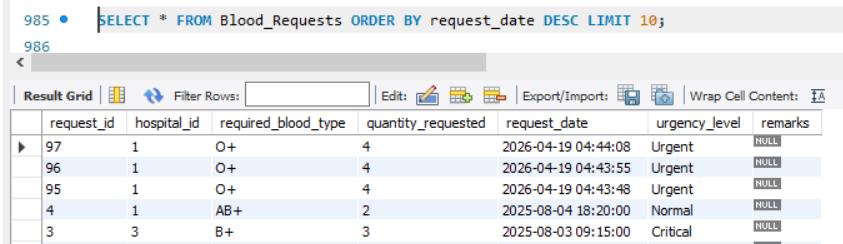 985 SELECT * FROM Blood_Requests ORDER BY request_date DESC LIMIT 10;
986
Result Grid Filter Rows: Edit: Export/Import: Wrap Cell Content: IA
request_id hospital_id required_blood_type quantity_requested request_date urgency_level remarks
97 1 O+ 4 2026-04-19 04:44:08 Urgent NULL
96 1 O+ 4 2026-04-19 04:43:55 Urgent NULL
95 1 O+ 4 2026-04-19 04:43:48 Urgent NULL
4 1 AB+ 2 2025-08-04 18:20:00 Normal NULL
3 3 B+ 3 2025-08-03 09:15:00 Critical NULL